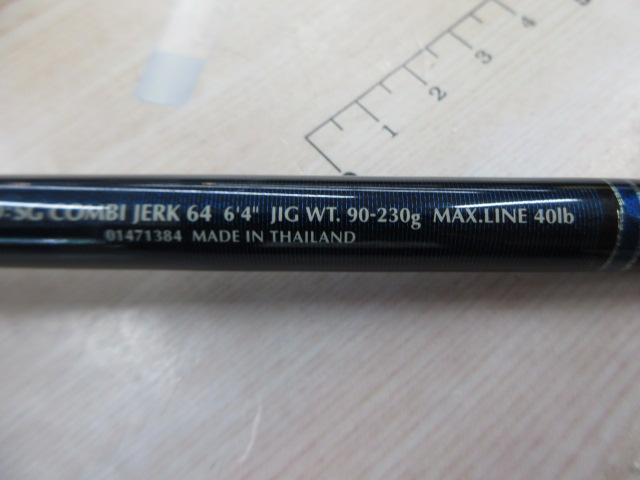 -SG COMBI JERK 64 6'4" JIG WT. 90-230g MAX.LINE 40lb
01471384 MADE IN THAILAND
1 2 3 4 5